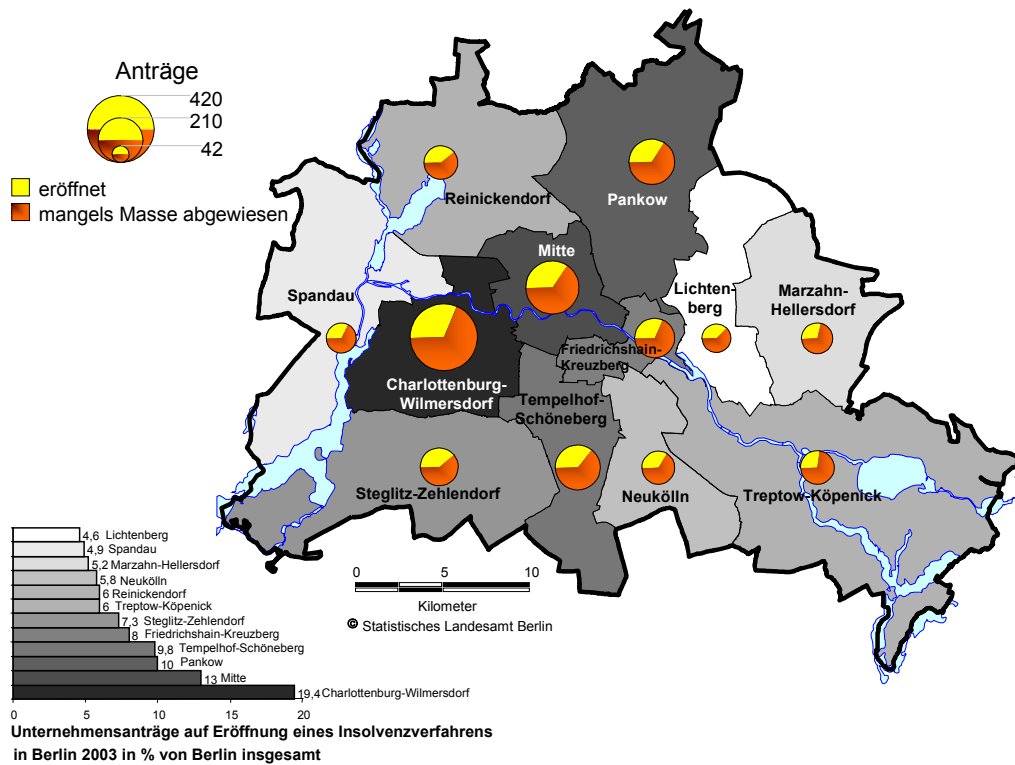 Anträge
420
210
42
eröffnet
mangels Masse abgewiesen
Reinickendorf
Pankow
Mitte
Spandau
Lichten-
berg
Marzahn-
Hellersdorf
Friedrichshain-
Kreuzberg
Charlottenburg-
Wilmersdorf
Tempelhof-
Schöneberg
Steglitz-Zehlendorf
Neukölln
Treptow-Köpenick
4,6 Lichtenberg
4,9 Spandau
5,2 Marzahn-Hellersdorf
5,8 Neukölln
6 Reinickendorf
6 Treptow-Köpenick
7,3 Steglitz-Zehlendorf
8 Friedrichshain-Kreuzberg
9,8 Tempelhof-Schöneberg
10 Pankow
13 Mitte
19,4 Charlottenburg-Wilmersdorf
0 5 10 15 20
0 5 10
Kilometer
© Statistisches Landesamt Berlin
Unternehmensanträge auf Eröffnung eines Insolvenzverfahrens
in Berlin 2003 in % von Berlin insgesamt